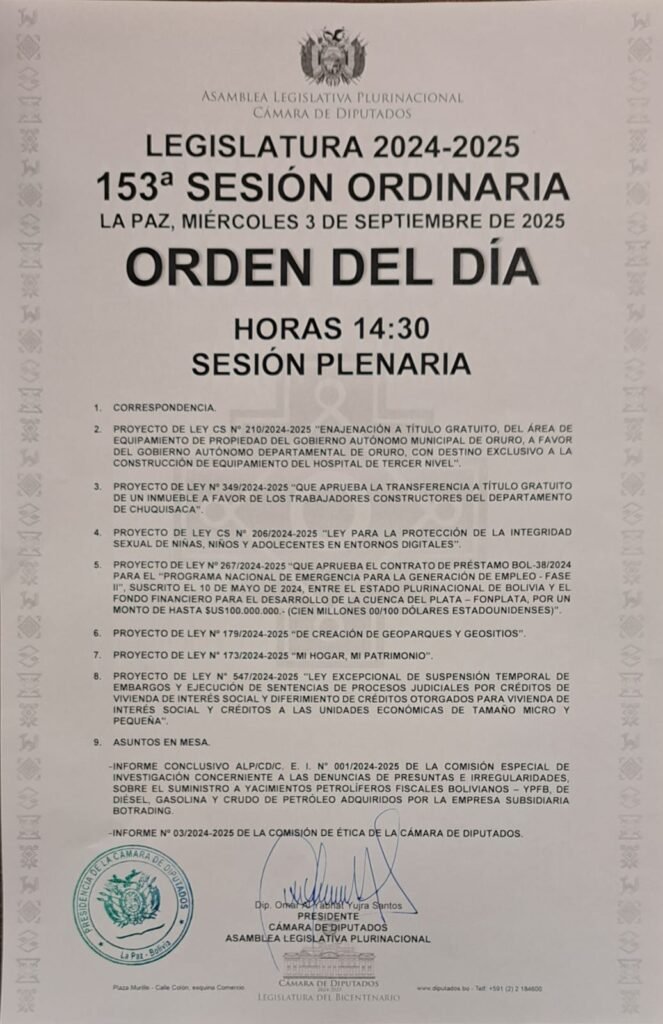 ASAMBLEA LEGISLATIVA PLURINACIONAL
CÁMARA DE DIPUTADOS
LEGISLATURA 2024-2025
153ª SESIÓN ORDINARIA
LA PAZ, MIÉRCOLES 3 DE SEPTIEMBRE DE 2025
ORDEN DEL DÍA
HORAS 14:30
SESIÓN PLENARIA
1. CORRESPONDENCIA.
2. PROYECTO DE LEY CS Nº 210/2024-2025 "ENAJENACIÓN A TÍTULO GRATUITO, DEL ÁREA DE
EQUIPAMIENTO DE PROPIEDAD DEL GOBIERNO AUTÓNOMO MUNICIPAL DE ORURO, A FAVOR
DEL GOBIERNO AUTÓNOMO DEPARTAMENTAL DE ORURO, CON DESTINO EXCLUSIVO A LA
CONSTRUCCIÓN DE EQUIPAMIENTO DEL HOSPITAL DE TERCER NIVEL".
3. PROYECTO DE LEY Nº 349/2024-2025 "QUE APRUEBA LA TRANSFERENCIA A TÍTULO GRATUITO
DE UN INMUEBLE A FAVOR DE LOS TRABAJADORES CONSTRUCTORES DEL DEPARTAMENTO
DE CHUQUISACA".
4. PROYECTO DE LEY CS Nº 206/2024-2025 "LEY PARA LA PROTECCIÓN DE LA INTEGRIDAD
SEXUAL DE NIÑAS, NIÑOS Y ADOLECENTES EN ENTORNOS DIGITALES".
5. PROYECTO DE LEY Nº 267/2024-2025 "QUE APRUEBA EL CONTRATO DE PRÉSTAMO BOL-38/2024
PARA EL "PROGRAMA NACIONAL DE EMERGENCIA PARA LA GENERACIÓN DE EMPLEO - FASE
II", SUSCRITO EL 10 DE MAYO DE 2024, ENTRE EL ESTADO PLURINACIONAL DE BOLIVIA Y EL
FONDO FINANCIERO PARA EL DESARROLLO DE LA CUENCA DEL PLATA – FONPLATA, POR UN
MONTO DE HASTA $US100.000.000.- (CIEN MILLONES 00/100 DÓLARES ESTADOUNIDENSES)".
6. PROYECTO DE LEY Nº 179/2024-2025 "DE CREACIÓN DE GEOPARQUES Y GEOSITIOS".
7. PROYECTO DE LEY N° 173/2024-2025 "MI HOGAR, MI PATRIMONIO".
8. PROYECTO DE LEY N° 547/2024-2025 "LEY EXCEPCIONAL DE SUSPENSIÓN TEMPORAL DE
EMBARGOS Y EJECUCIÓN DE SENTENCIAS DE PROCESOS JUDICIALES POR CRÉDITOS DE
VIVIENDA DE INTERÉS SOCIAL Y DIFERIMIENTO DE CRÉDITOS OTORGADOS PARA VIVIENDA DE
INTERÉS SOCIAL Y CRÉDITOS A LAS UNIDADES ECONÓMICAS DE TAMAÑO MICRO Y
PEQUEÑA".
9. ASUNTOS EN MESA.
-INFORME CONCLUSIVO ALP/CD/C. E. I. N° 001/2024-2025 DE LA COMISIÓN ESPECIAL DE
INVESTIGACIÓN CONCERNIENTE A LAS DENUNCIAS DE PRESUNTAS E IRREGULARIDADES,
SOBRE EL SUMINISTRO A YACIMIENTOS PETROLÍFEROS FISCALES BOLIVIANOS – YPFB, DE
DIÉSEL, GASOLINA Y CRUDO DE PETRÓLEO ADQUIRIDOS POR LA EMPRESA SUBSIDIARIA
BOTRADING.
-INFORME Nº 03/2024-2025 DE LA COMISIÓN DE ÉTICA DE LA CÁMARA DE DIPUTADOS.
PRESIDENCIA DE LA CÁMARA DE DIPUTADOS
La Paz - Bolivia
Dip. Omar Al Yabhat Yujra Santos
PRESIDENTE
CÁMARA DE DIPUTADOS
ASAMBLEA LEGISLATIVA PLURINACIONAL
CÁMARA DE DIPUTADOS
2024-2025
LEGISLATURA DEL BICENTENARIO
Plaza Murillo - Calle Colón, esquina Comercio.
www.diputados.bo - Telf: +591 (2) 2 184600